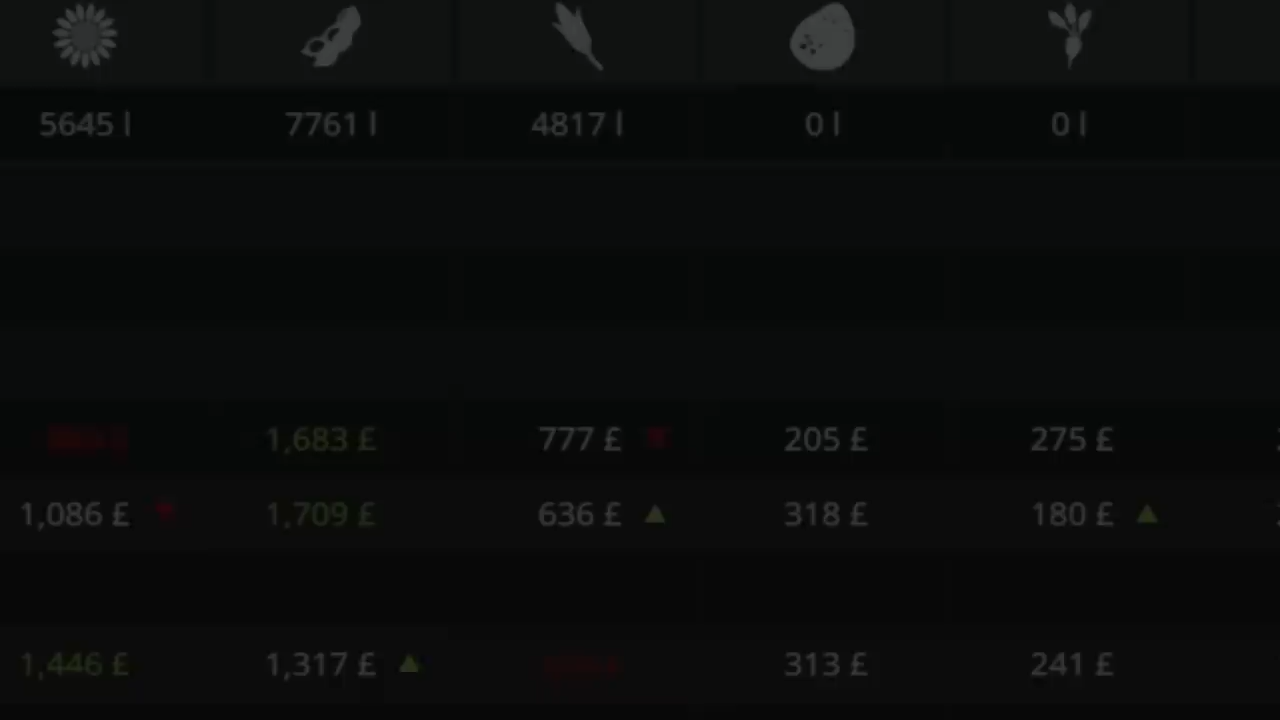 5645 l 7761 l 4817 l 0 l 0 l
1,683 £ 777 £ 205 £ 275 £
1,086 £ 1,709 £ 636 £ 318 £ 180 £
1,446 £ 1,317 £ 313 £ 241 £